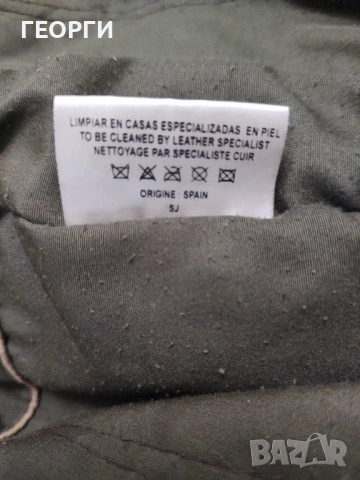 ГЕОРГИ
LIMPIAR EN CASAS ESPECIALIZADAS EN PIEL
TO BE CLEANED BY LEATHER SPECIALIST
NETTOYAGE PAR SPECIALISTE CUIR
ORIGINE : SPAIN
SJ
BAZAR